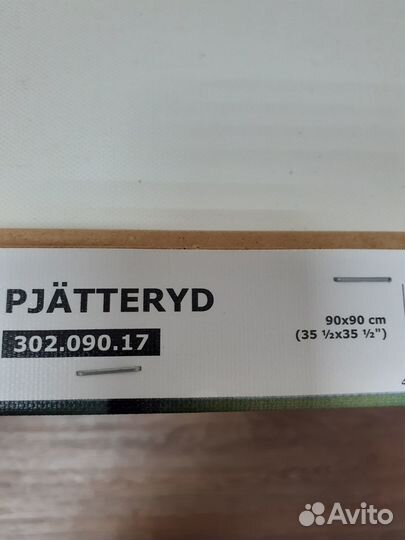 PJÄTTERYD
302.090.17
90x90 cm
(35 ½x35 ½")
Avito